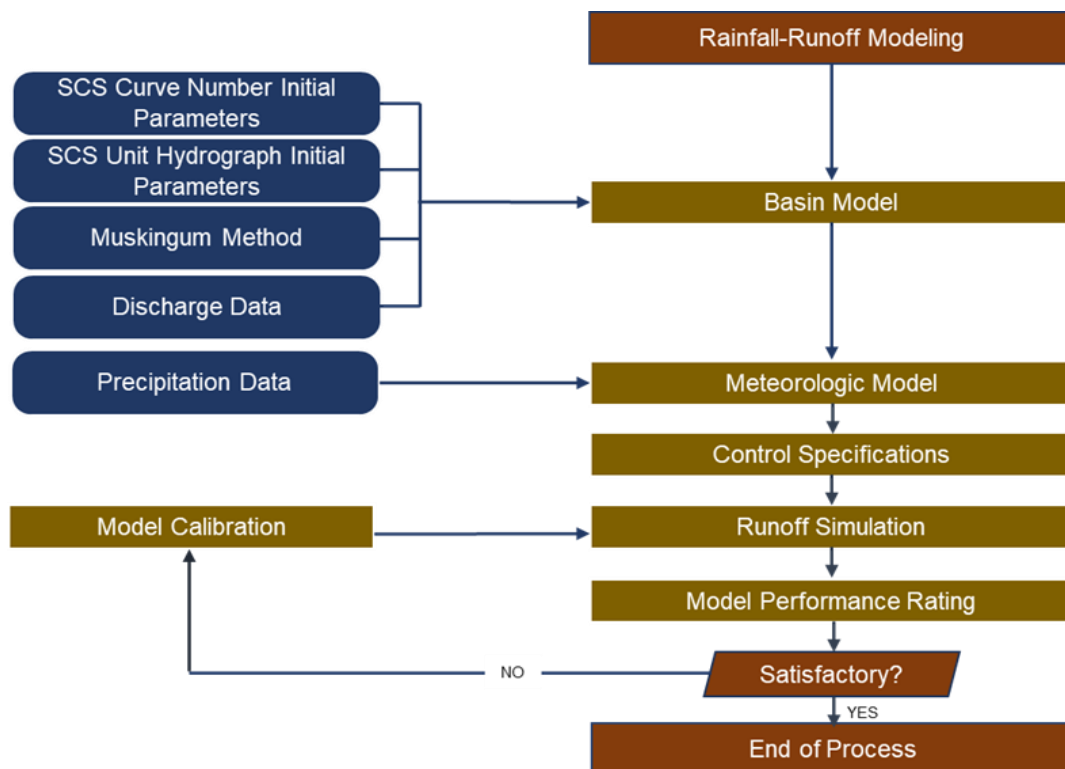 Rainfall-Runoff Modeling
SCS Curve Number Initial
Parameters
SCS Unit Hydrograph Initial
Parameters
Basin Model
Muskingum Method
Discharge Data
Precipitation Data
Meteorologic Model
Control Specifications
Model Calibration
Runoff Simulation
Model Performance Rating
NO
Satisfactory?
YES
End of Process